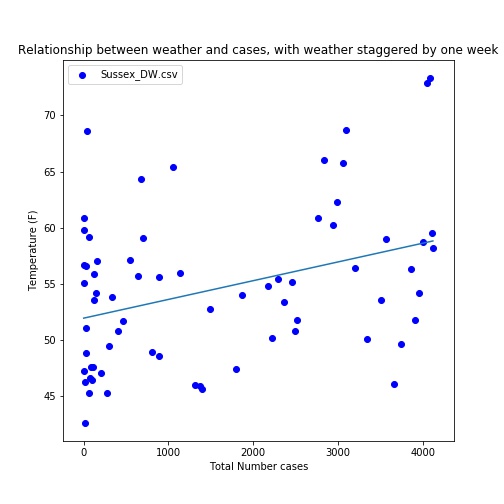 Relationship between weather and cases, with weather staggered by one week
Sussex_DW.csv
Temperature (F)
70
65
60
55
50
45
0
1000
2000
3000
4000
Total Number cases